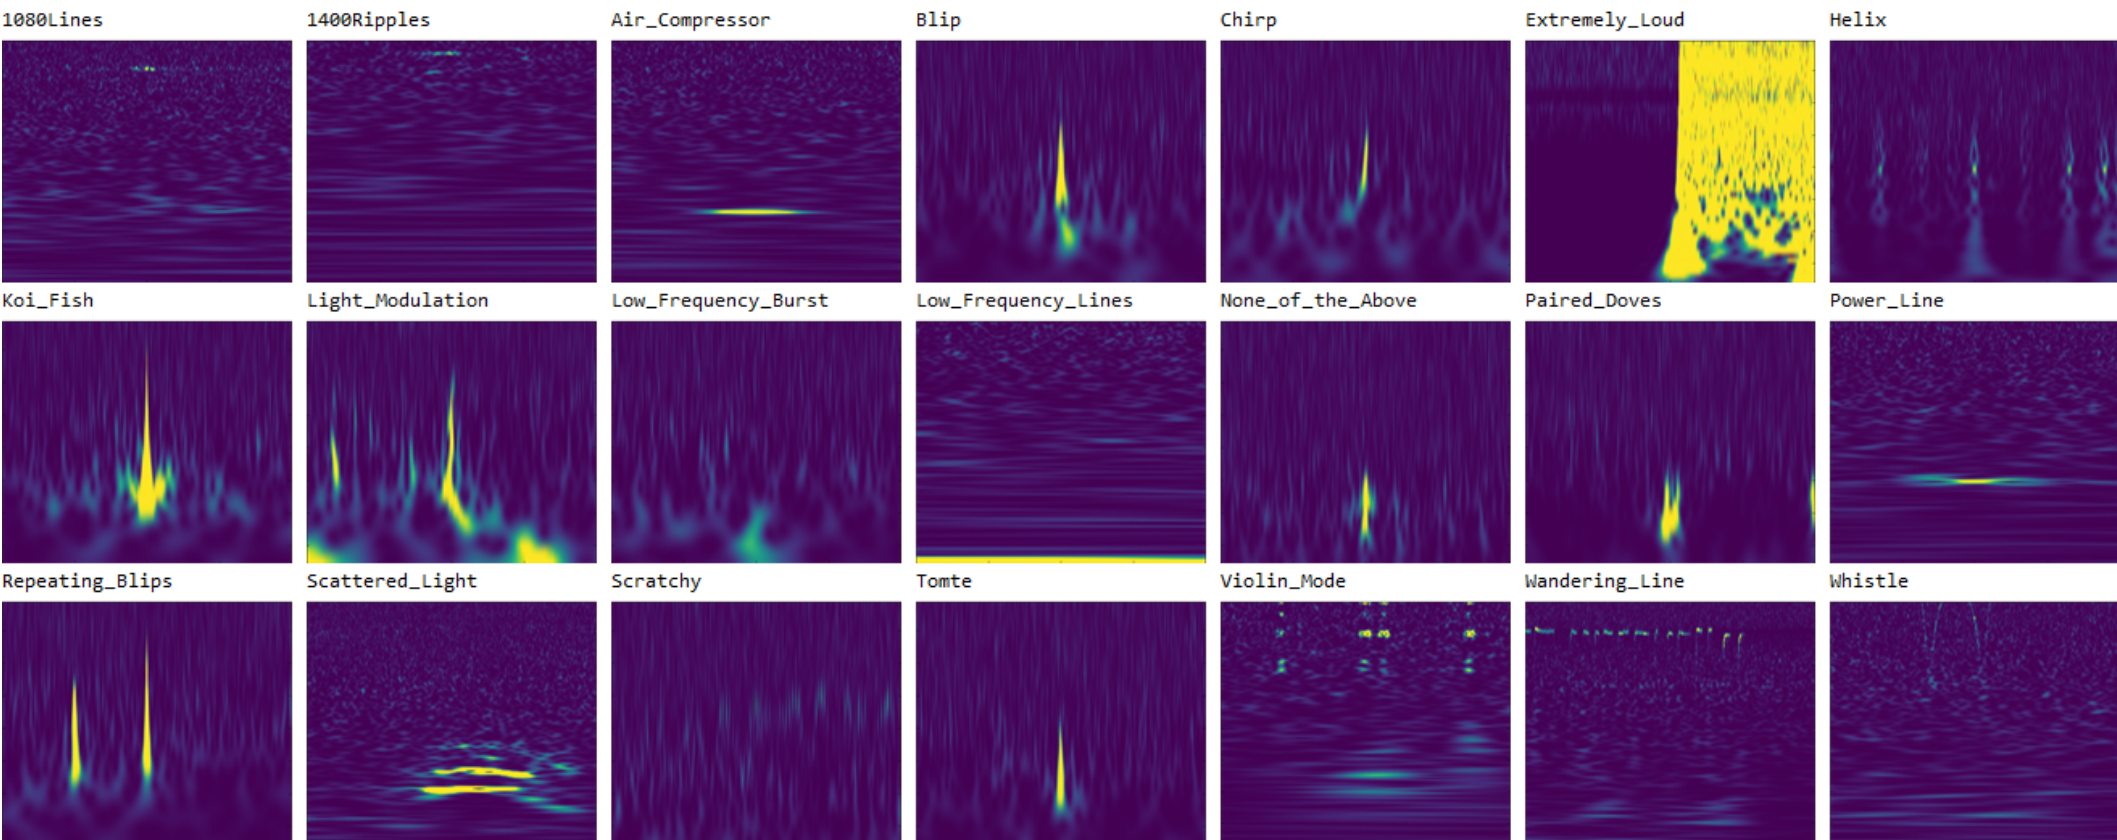 1080Lines 1400Ripples Air_Compressor Blip Chirp Extremely_Loud Helix
Koi_Fish Light_Modulation Low_Frequency_Burst Low_Frequency_Lines None_of_the_Above Paired_Doves Power_Line
Repeating_Blips Scattered_Light Scratchy Tomte Violin_Mode Wandering_Line Whistle